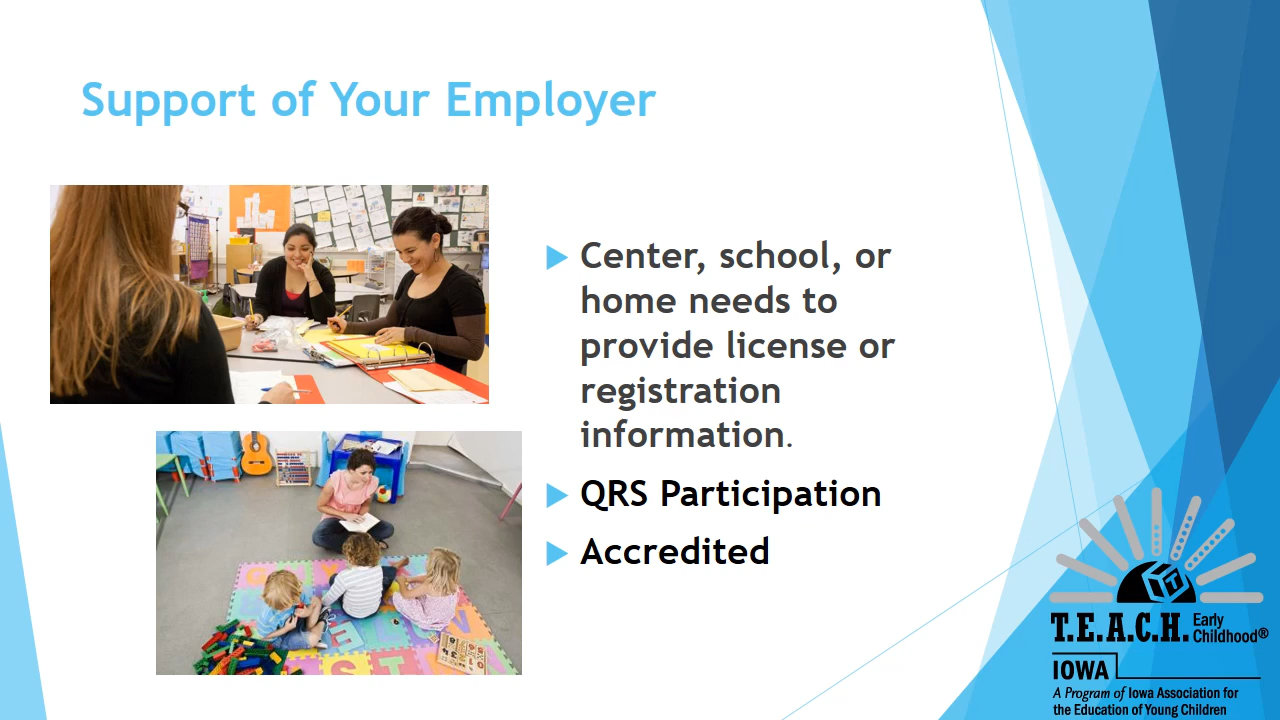 Support of Your Employer
Center, school, or
home needs to
provide license or
registration
information.
QRS Participation
Accredited
T.E.A.C.H. Early
Childhood®
IOWA
A Program of Iowa Association for
the Education of Young Children